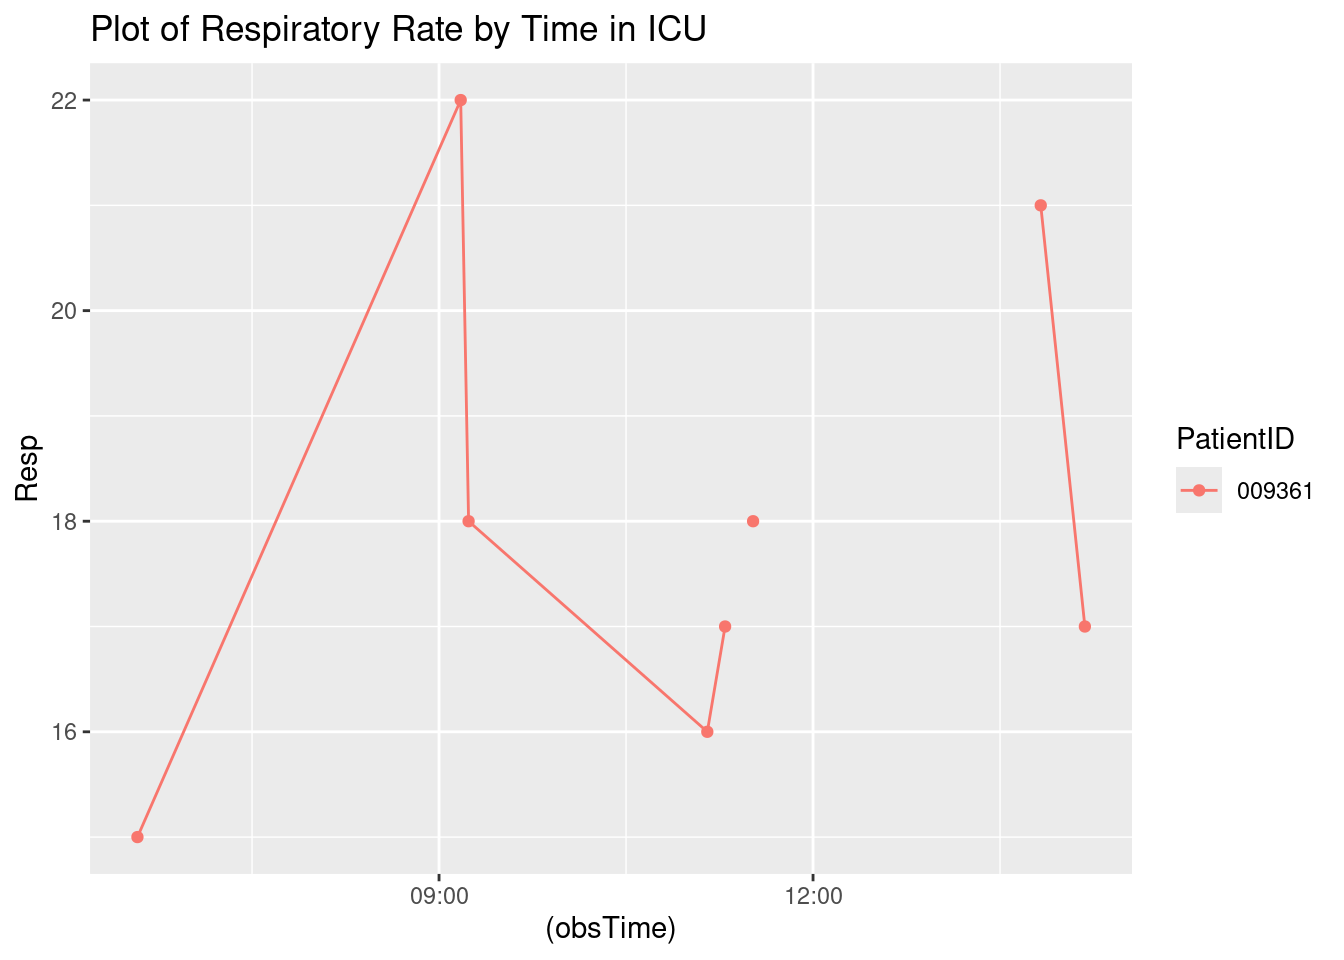 Plot of Respiratory Rate by Time in ICU
22
20
18
16
Resp
09:00
12:00
(obsTime)
PatientID
009361